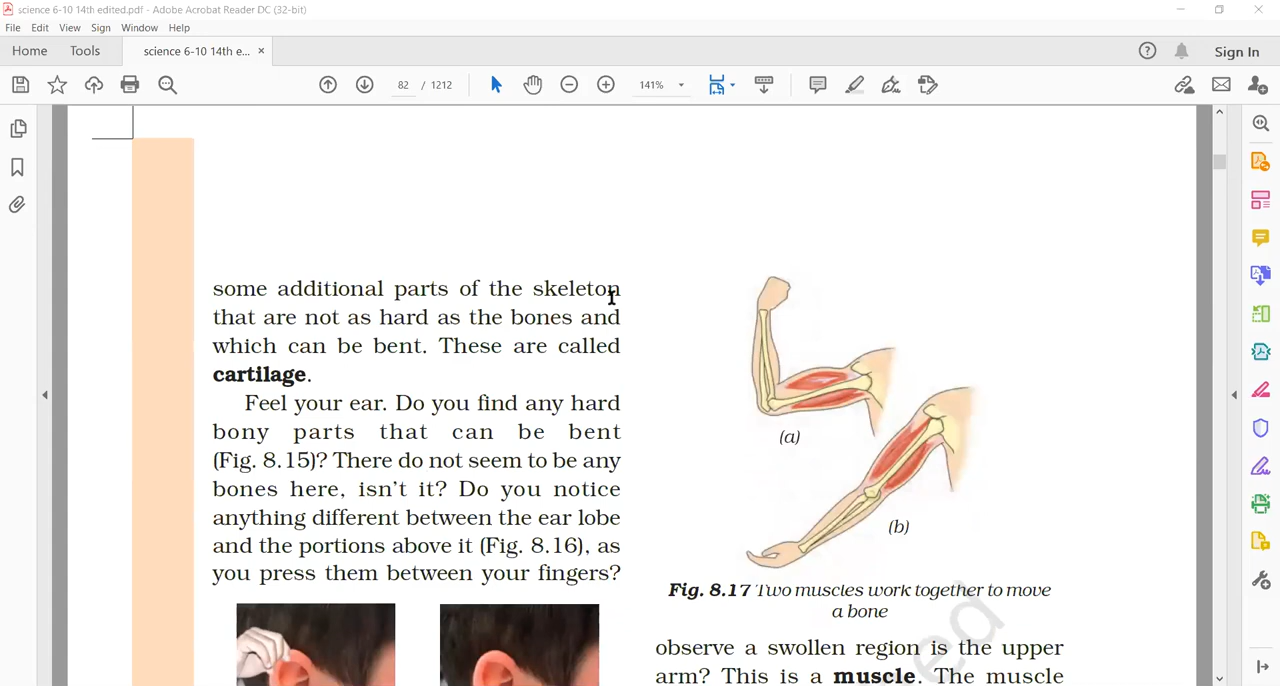 science 6-10 14th edited.pdf - Adobe Acrobat Reader DC (32-bit)
File Edit View Sign Window Help
Home Tools science 6-10 14th e... × Sign In
82 / 1212 141%
some additional parts of the skeleton
that are not as hard as the bones and
which can be bent. These are called
cartilage.
Feel your ear. Do you find any hard
bony parts that can be bent
(Fig. 8.15)? There do not seem to be any
bones here, isn't it? Do you notice
anything different between the ear lobe
and the portions above it (Fig. 8.16), as
you press them between your fingers?
(a)
(b)
Fig. 8.17 Two muscles work together to move
a bone
observe a swollen region is the upper
arm? This is a muscle. The muscle
ed